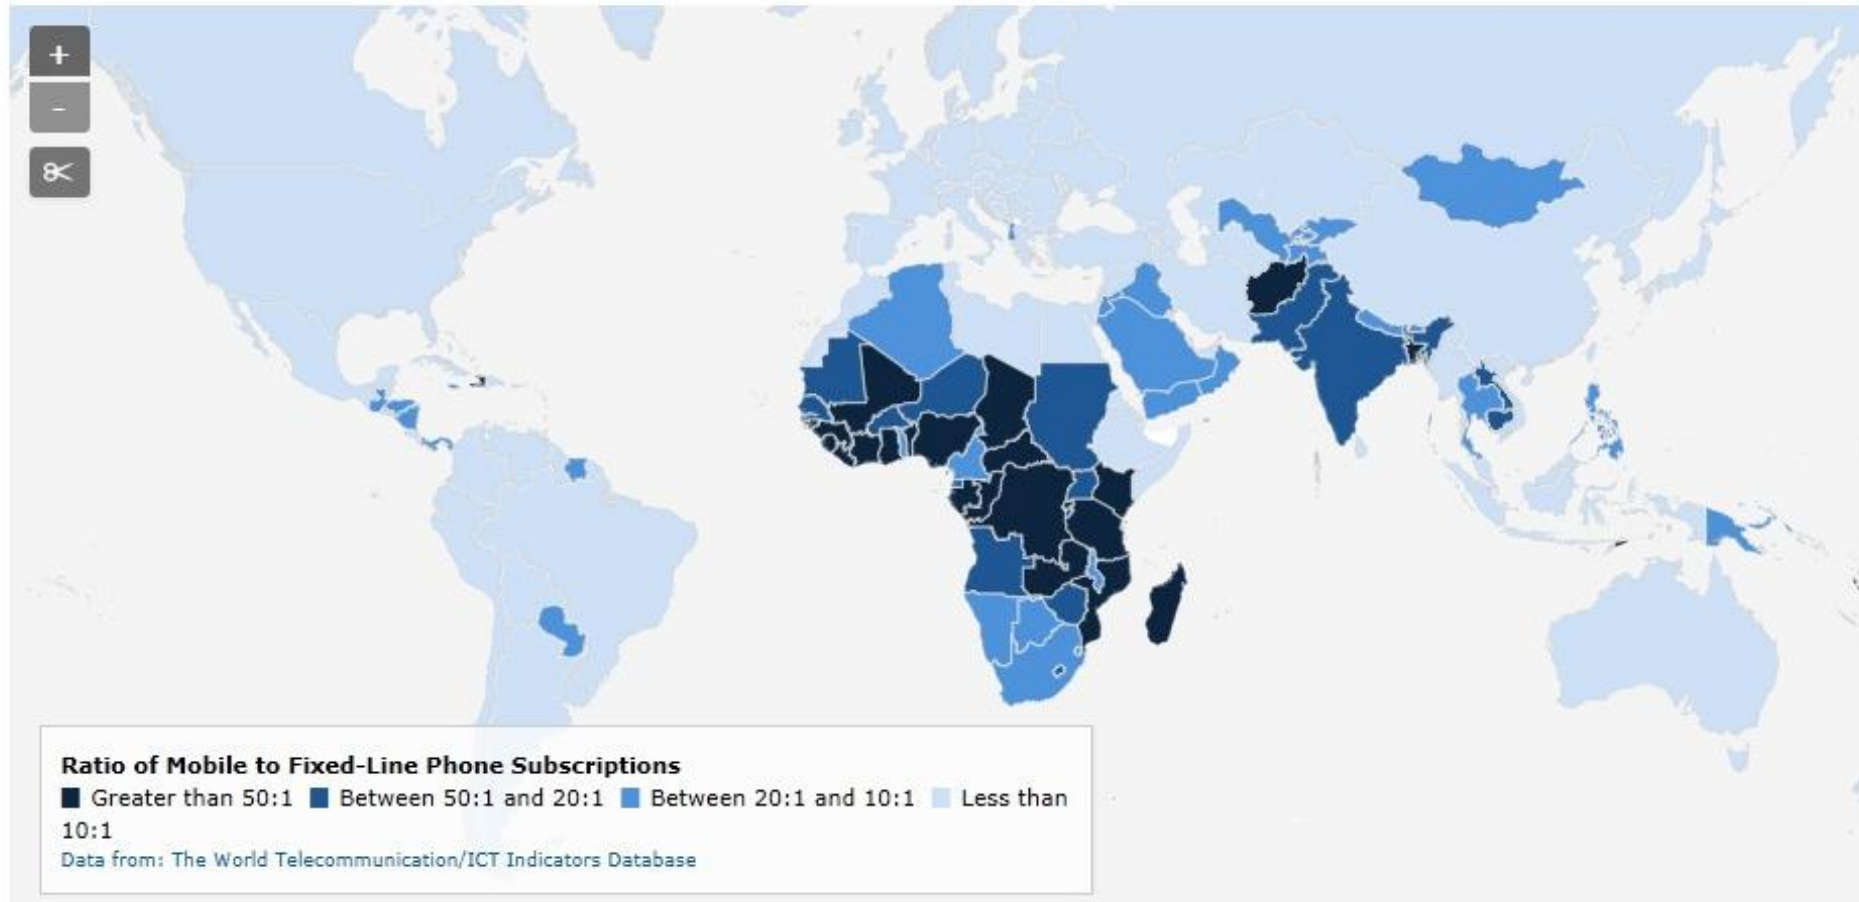 +
-
Ratio of Mobile to Fixed-Line Phone Subscriptions
Greater than 50:1 Between 50:1 and 20:1 Between 20:1 and 10:1 Less than
10:1
Data from: The World Telecommunication/ICT Indicators Database